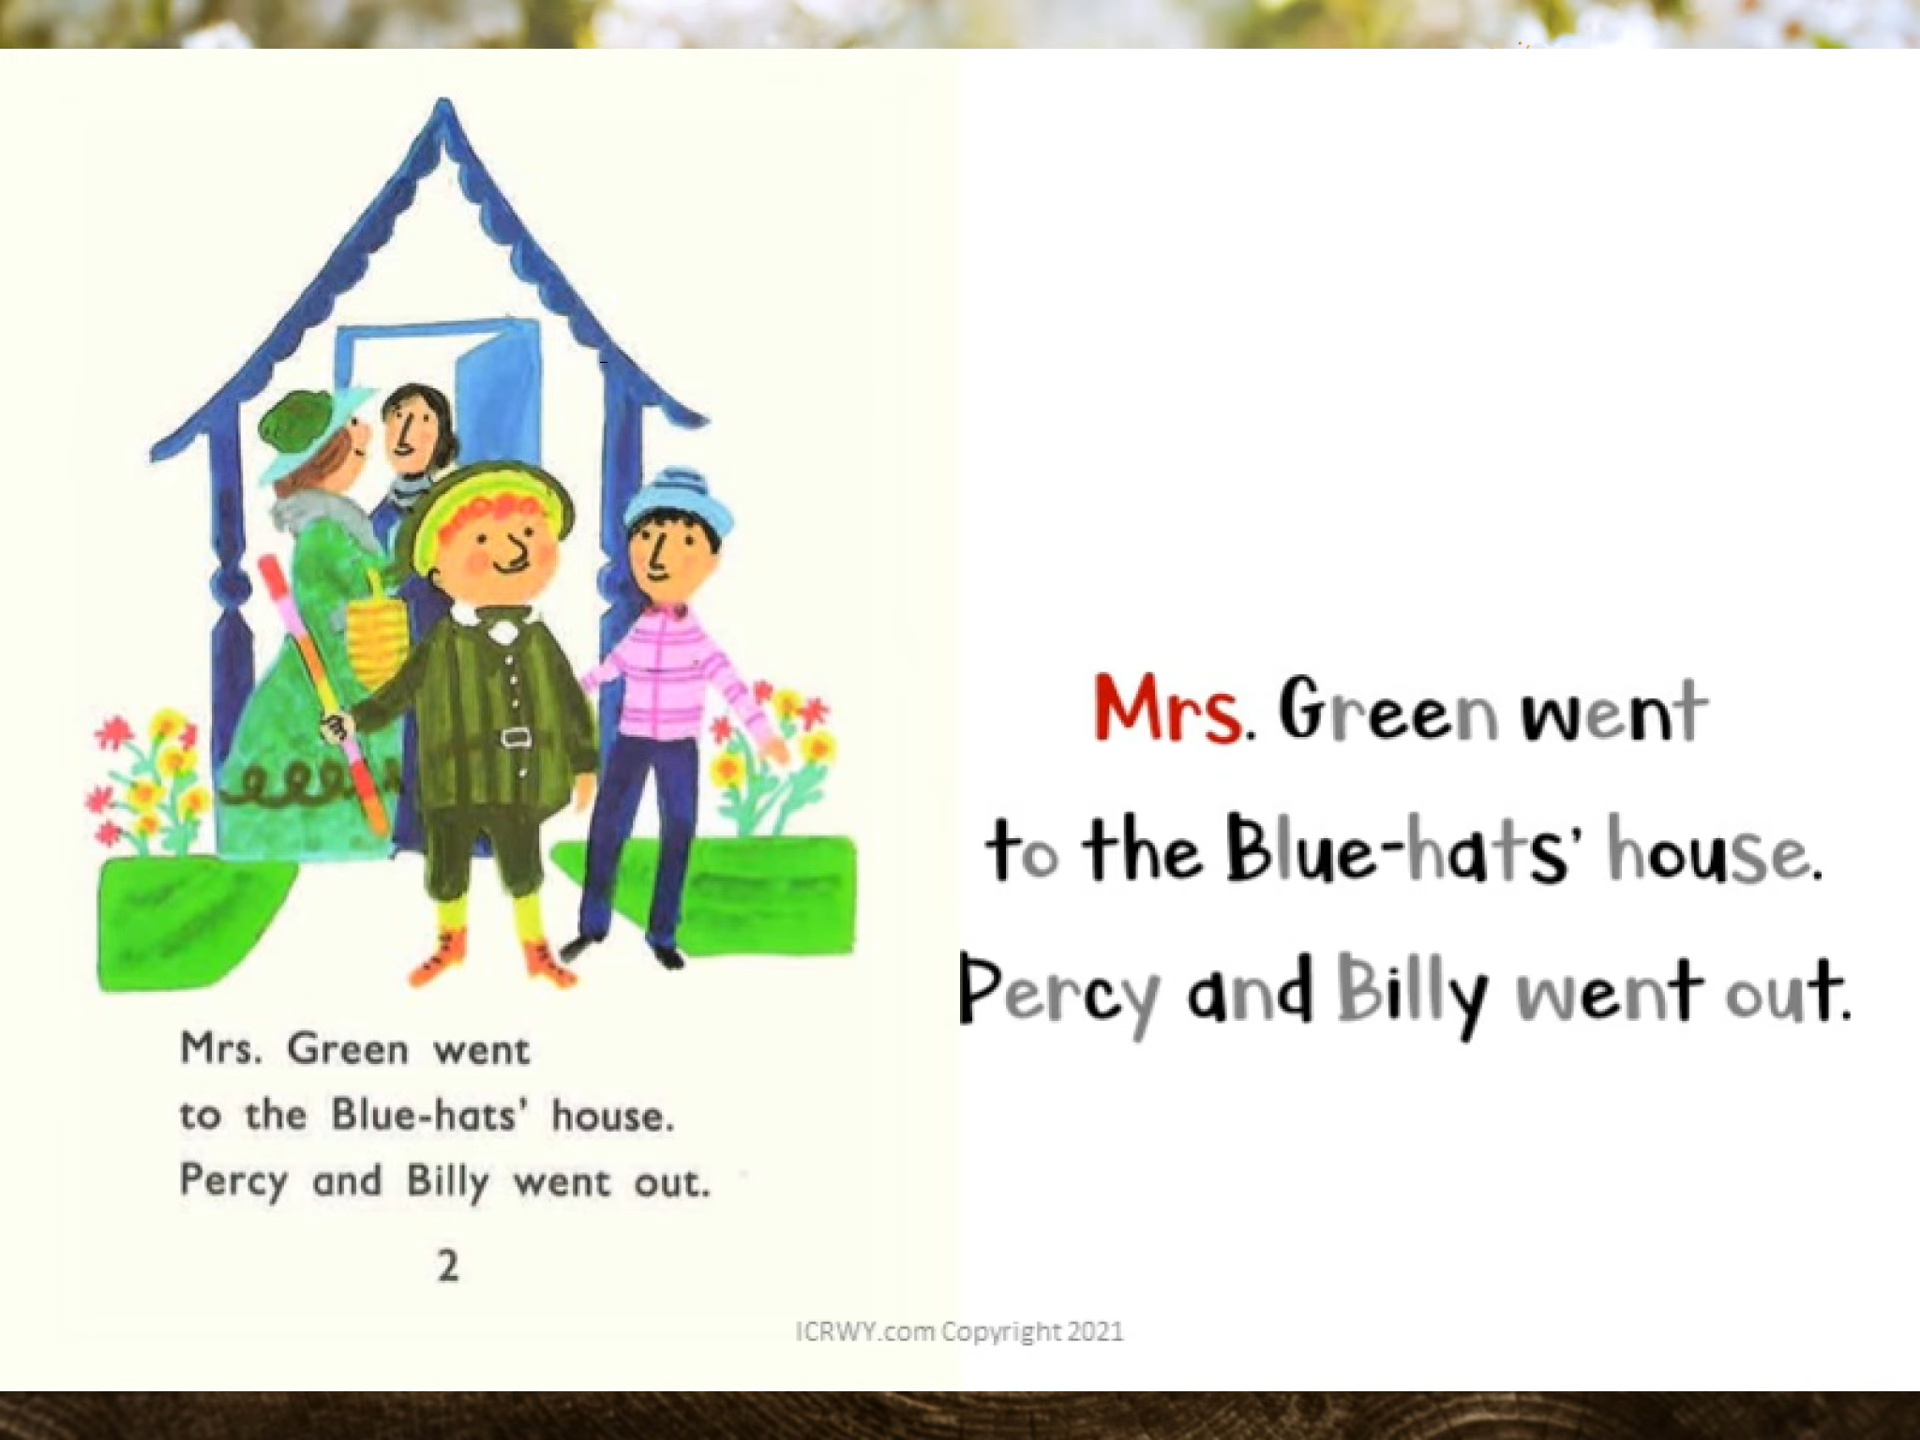 Mrs. Green went
to the Blue-hats’ house.
Percy and Billy went out.
2
Mrs. Green went
to the Blue-hats’ house.
Percy and Billy went out.
ICRWY.com Copyright 2021